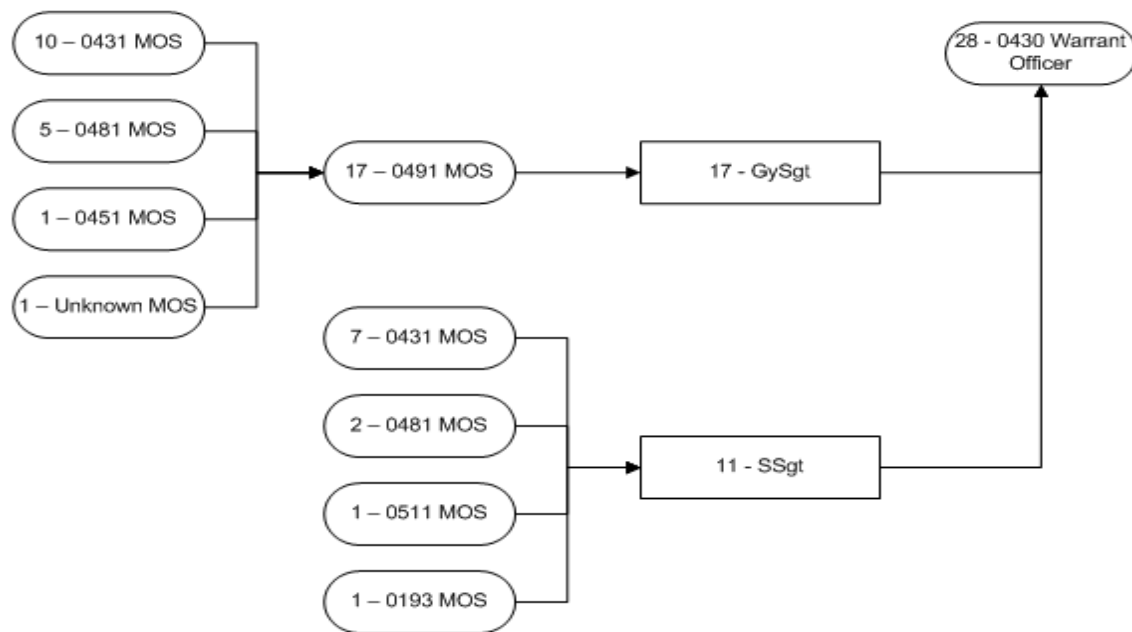 10 – 0431 MOS
5 – 0481 MOS
1 – 0451 MOS
1 – Unknown MOS
17 – 0491 MOS
17 - GySgt
28 - 0430 Warrant
Officer
7 – 0431 MOS
2 – 0481 MOS
1 – 0511 MOS
1 – 0193 MOS
11 - SSgt